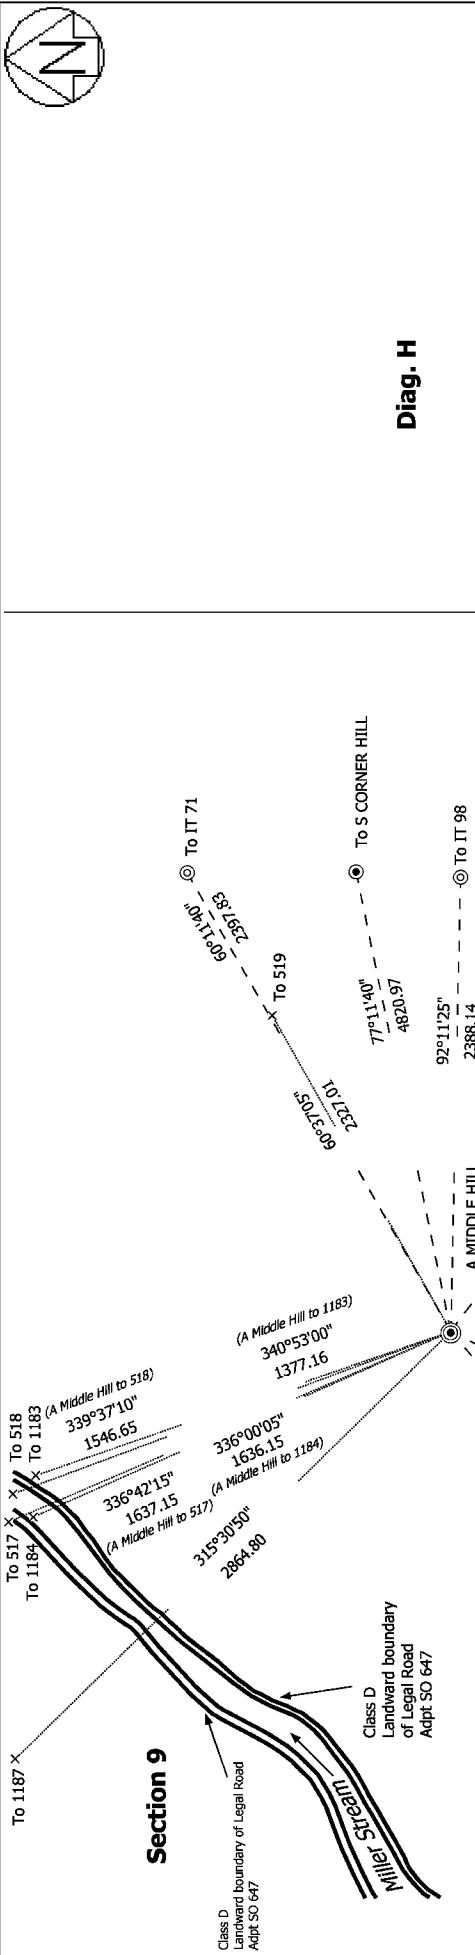 N
Diag. H
To IT 71
60°11'40"
2397.83
To 519
60°37'05"
2327.01
To S CORNER HILL
77°11'40"
4820.97
To IT 98
92°11'25"
2388.14
A MIDDLE HILL
(A Middle Hill to 1183)
340°53'00"
1377.16
(A Middle Hill to 518)
339°37'10"
1546.65
336°00'05"
1636.15
(A Middle Hill to 1184)
336°42'15"
1637.15
(A Middle Hill to 517)
315°30'50"
2864.80
To 518
To 1183
To 517
To 1184
To 1187
Section 9
Class D
Landward boundary of Legal Road
Adpt SO 647
Class D
Landward boundary
of Legal Road
Adpt SO 647
Miller Stream